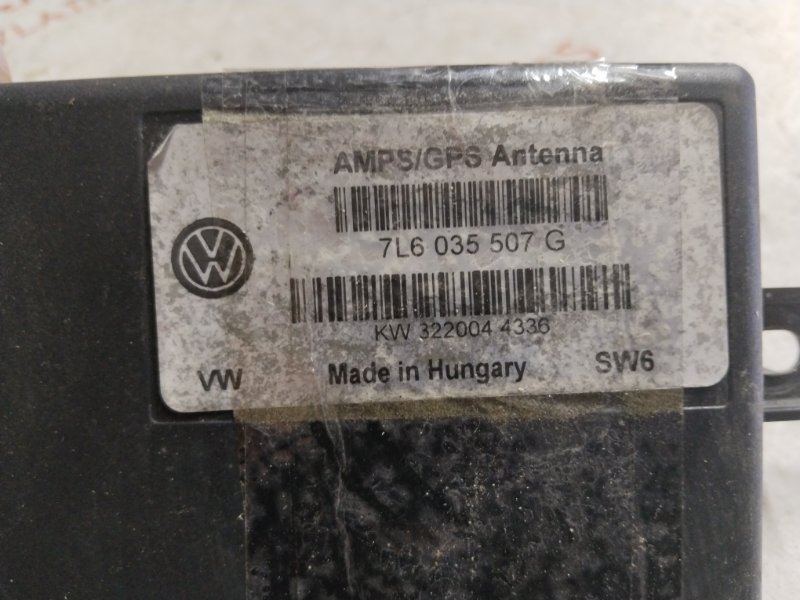 AMPS/GPS Antenna
7L6 035 507 G
KW 322004 4336
VW Made in Hungary SW6